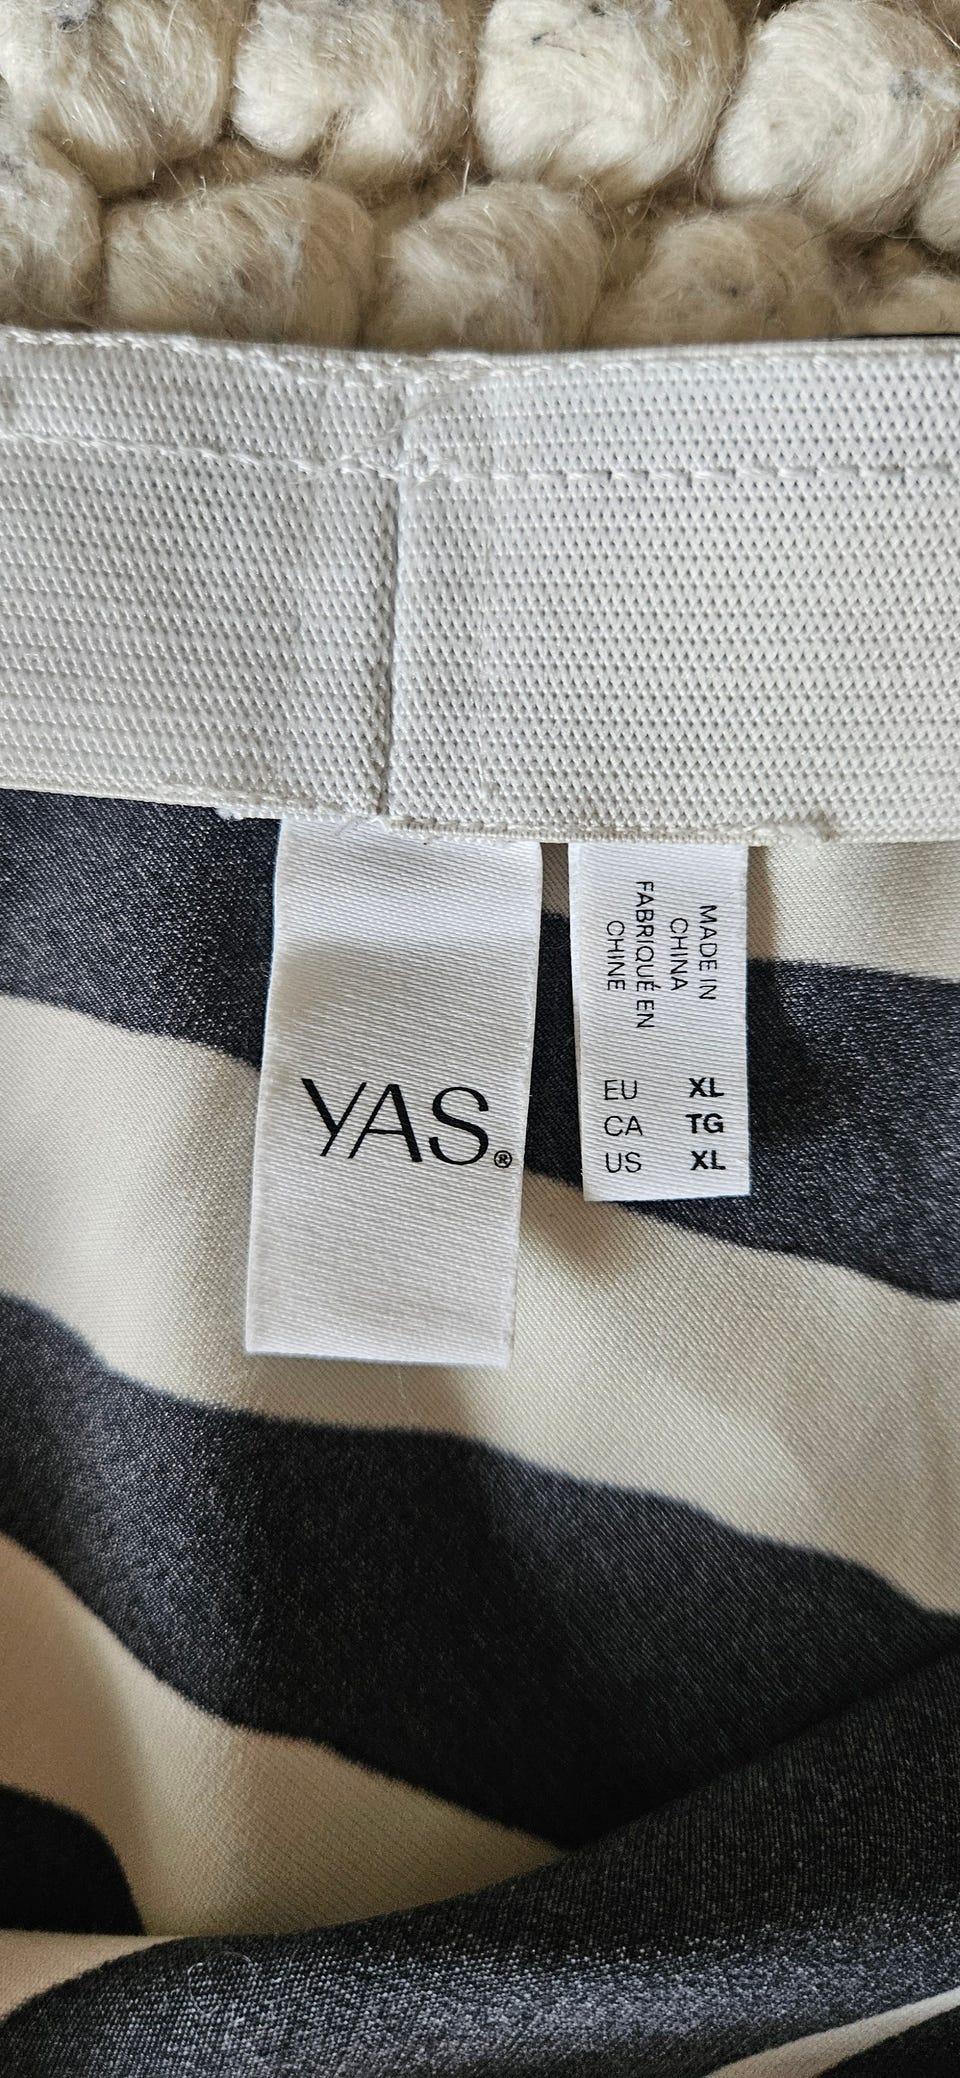 YAS.®
MADE IN
CHINA
FABRIQUÉ EN
CHINE
EU XL
CA TG
US XL